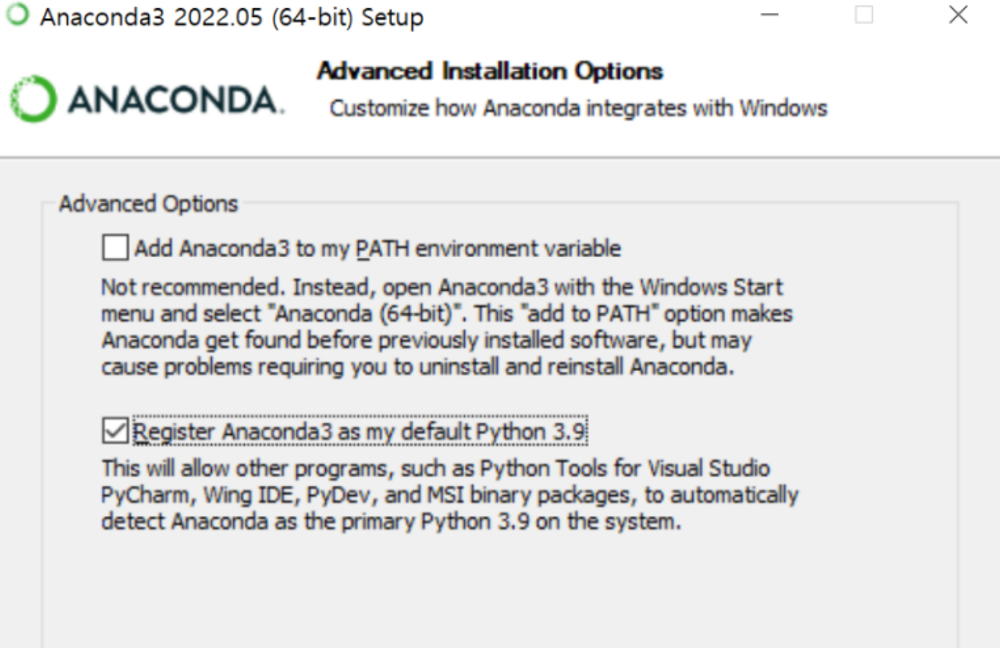 Anaconda3 2022.05 (64-bit) Setup
ANACONDA.
Advanced Installation Options
Customize how Anaconda integrates with Windows
Advanced Options
Add Anaconda3 to my PATH environment variable
Not recommended. Instead, open Anaconda3 with the Windows Start
menu and select "Anaconda (64-bit)". This "add to PATH" option makes
Anaconda get found before previously installed software, but may
cause problems requiring you to uninstall and reinstall Anaconda.
Register Anaconda3 as my default Python 3.9
This will allow other programs, such as Python Tools for Visual Studio
PyCharm, Wing IDE, PyDev, and MSI binary packages, to automatically
detect Anaconda as the primary Python 3.9 on the system.